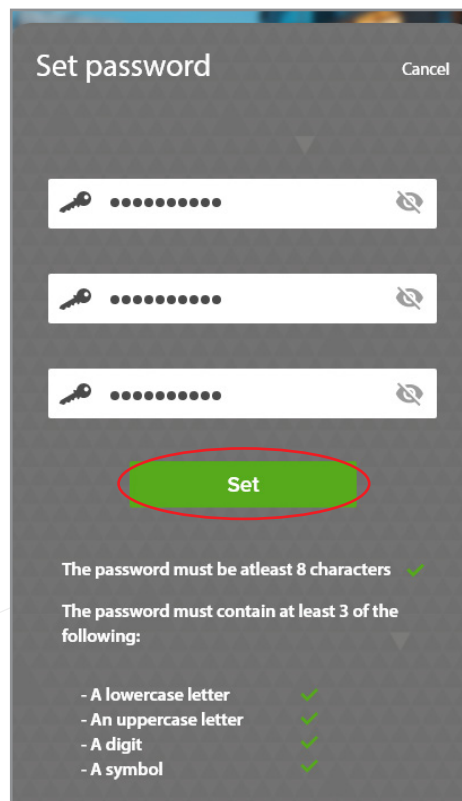 Set password
Cancel
••••••••••
••••••••••
••••••••••
Set
The password must be atleast 8 characters
The password must contain at least 3 of the
following:
- A lowercase letter
- An uppercase letter
- A digit
- A symbol